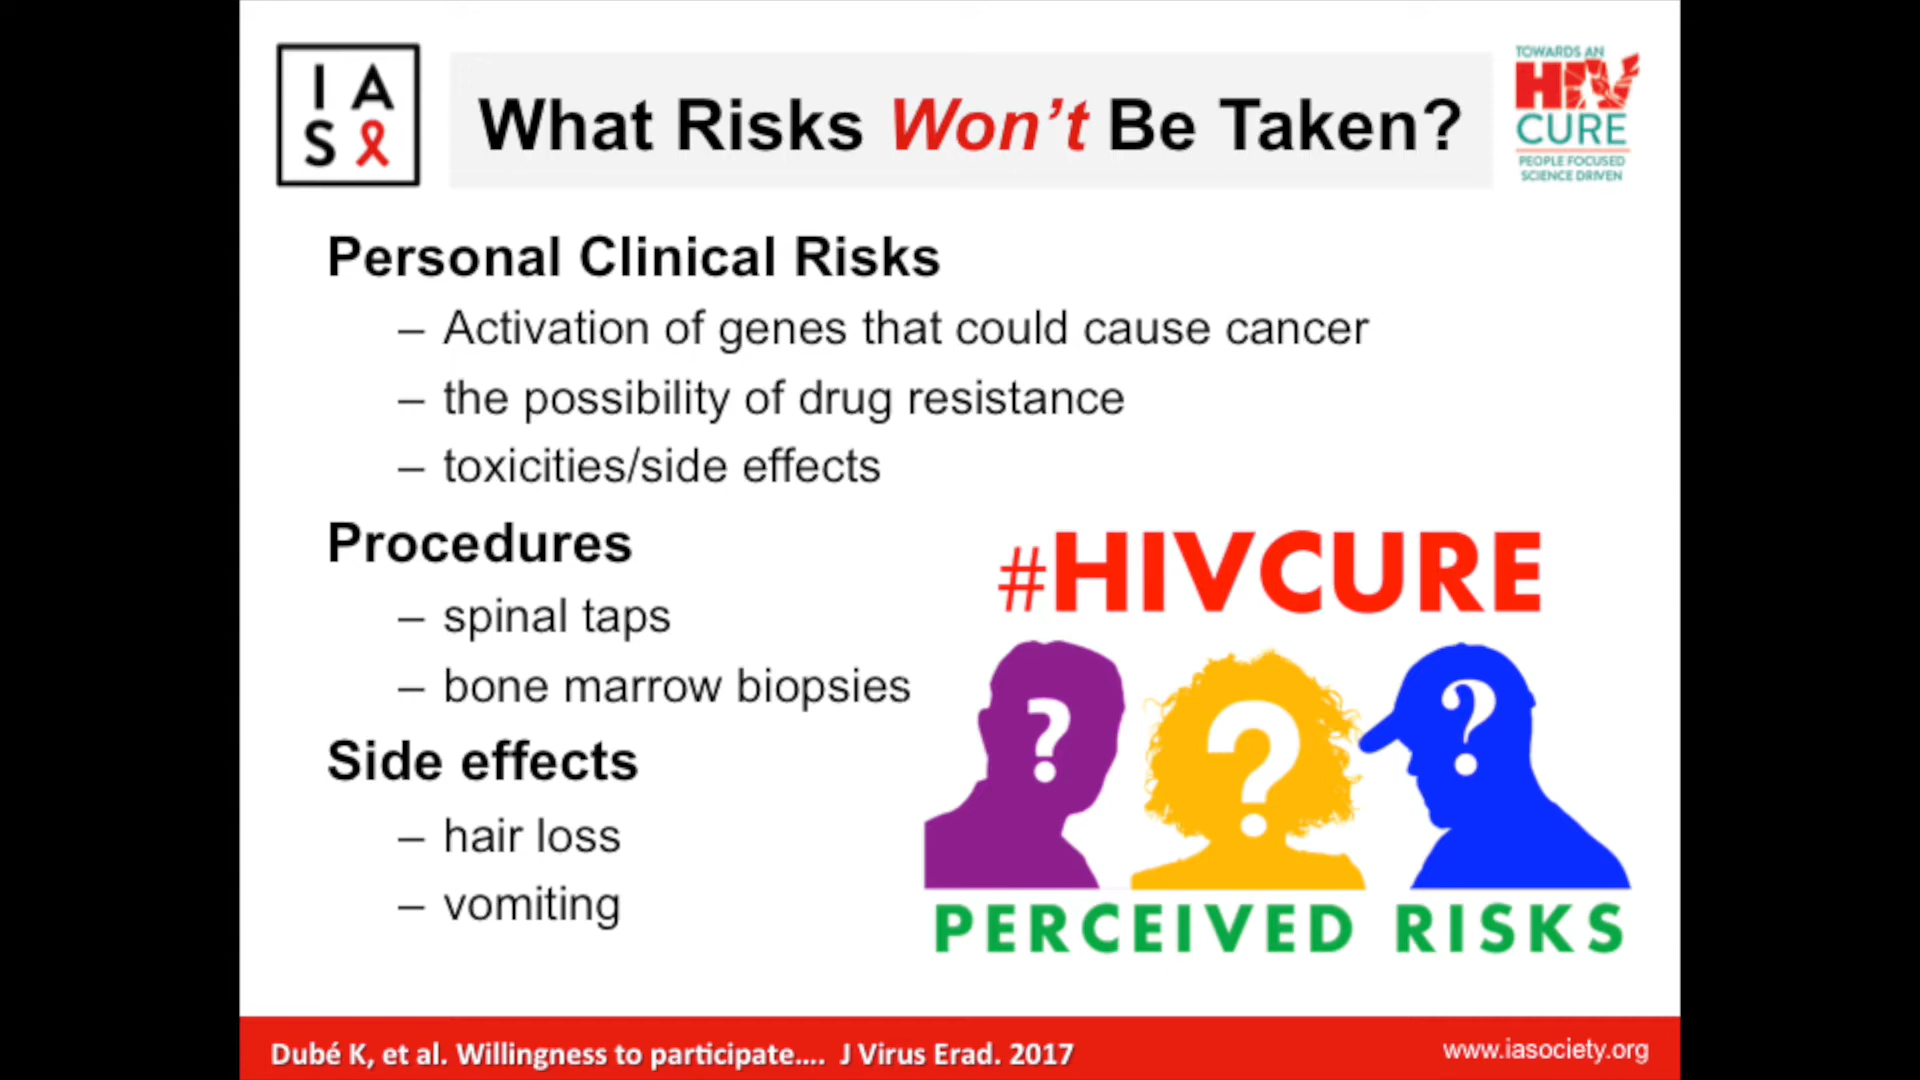 I A
S
What Risks Won't Be Taken?
TOWARDS AN
HIV
CURE
PEOPLE FOCUSED
SCIENCE DRIVEN
Personal Clinical Risks
– Activation of genes that could cause cancer
– the possibility of drug resistance
– toxicities/side effects
Procedures
– spinal taps
– bone marrow biopsies
Side effects
– hair loss
– vomiting
#HIVCURE
? ? ?
PERCEIVED RISKS
Dubé K, et al. Willingness to participate.... J Virus Erad. 2017
www.iasociety.org